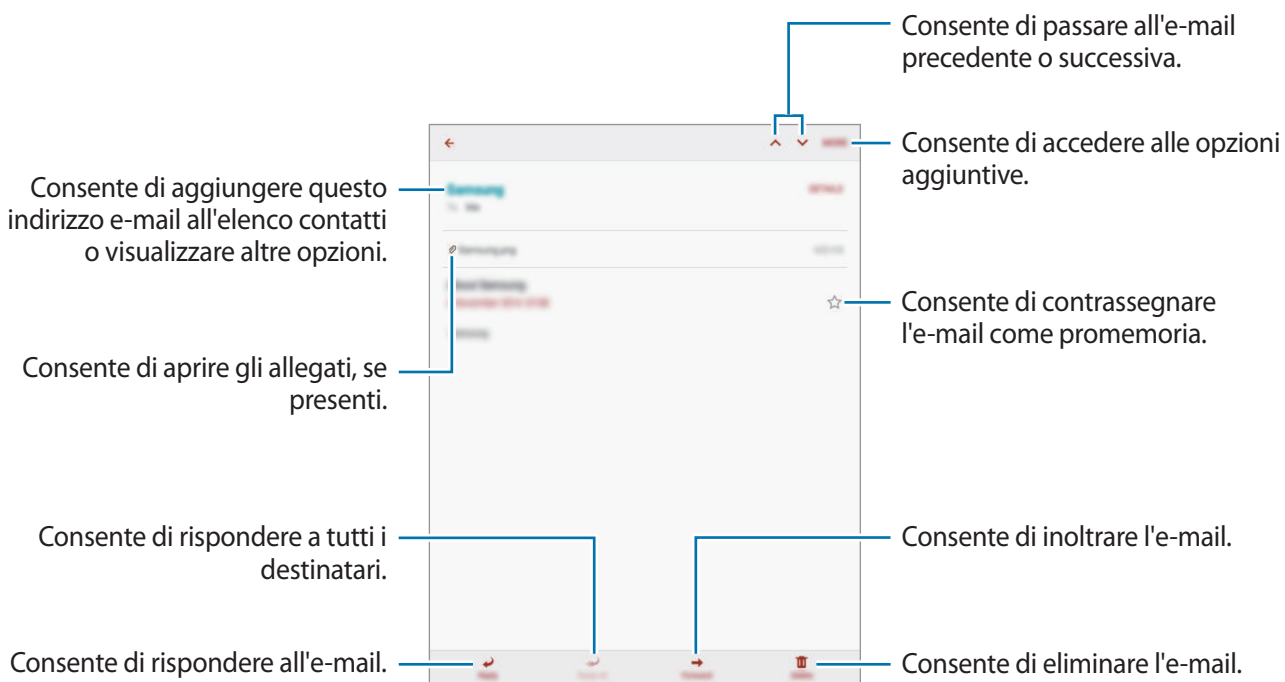 Consente di passare all'e-mail
precedente o successiva.
Consente di accedere alle opzioni
aggiuntive.
Consente di aggiungere questo
indirizzo e-mail all'elenco contatti
o visualizzare altre opzioni.
MORE
Samsung
DETAILS
Consente di contrassegnare
l'e-mail come promemoria.
Consente di aprire gli allegati, se
presenti.
Consente di rispondere a tutti i
destinatari.
Consente di inoltrare l'e-mail.
Consente di rispondere all'e-mail.
Consente di eliminare l'e-mail.